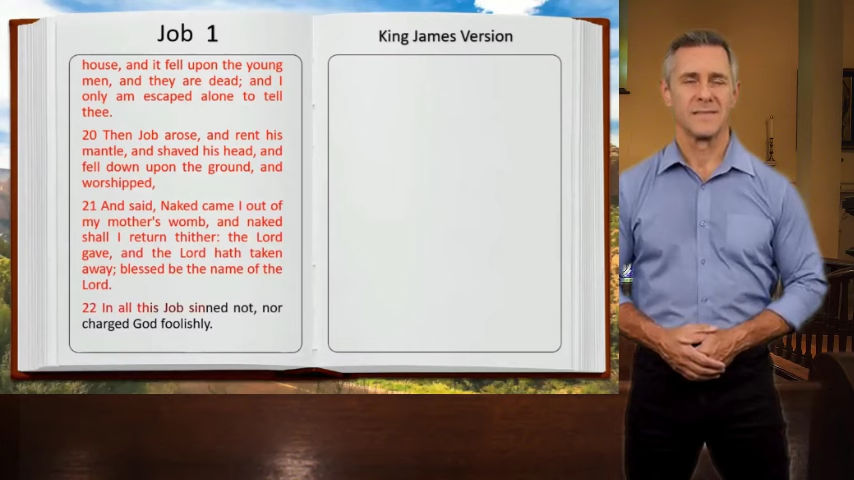 Job 1
house, and it fell upon the young
men, and they are dead; and I
only am escaped alone to tell
thee.
20 Then Job arose, and rent his
mantle, and shaved his head, and
fell down upon the ground, and
worshipped,
21 And said, Naked came I out of
my mother's womb, and naked
shall I return thither: the Lord
gave, and the Lord hath taken
away; blessed be the name of the
Lord.
22 In all this Job sinned not, nor
charged God foolishly.
King James Version